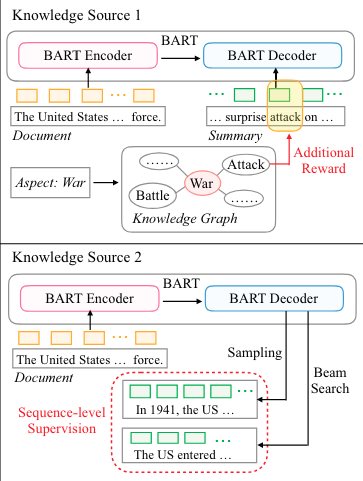 Knowledge Source 1
BART
BART Encoder
BART Decoder
...
...
The United States ... force.
... surprise attack on ...
Document
Summary
Additional
Reward
......
Attack
Aspect: War
War
Battle
......
Knowledge Graph
Knowledge Source 2
BART
BART Encoder
BART Decoder
...
The United States ... force.
Document
Sampling
Beam
Search
Sequence-level
Supervision
...
In 1941, the US ...
...
The US entered ...